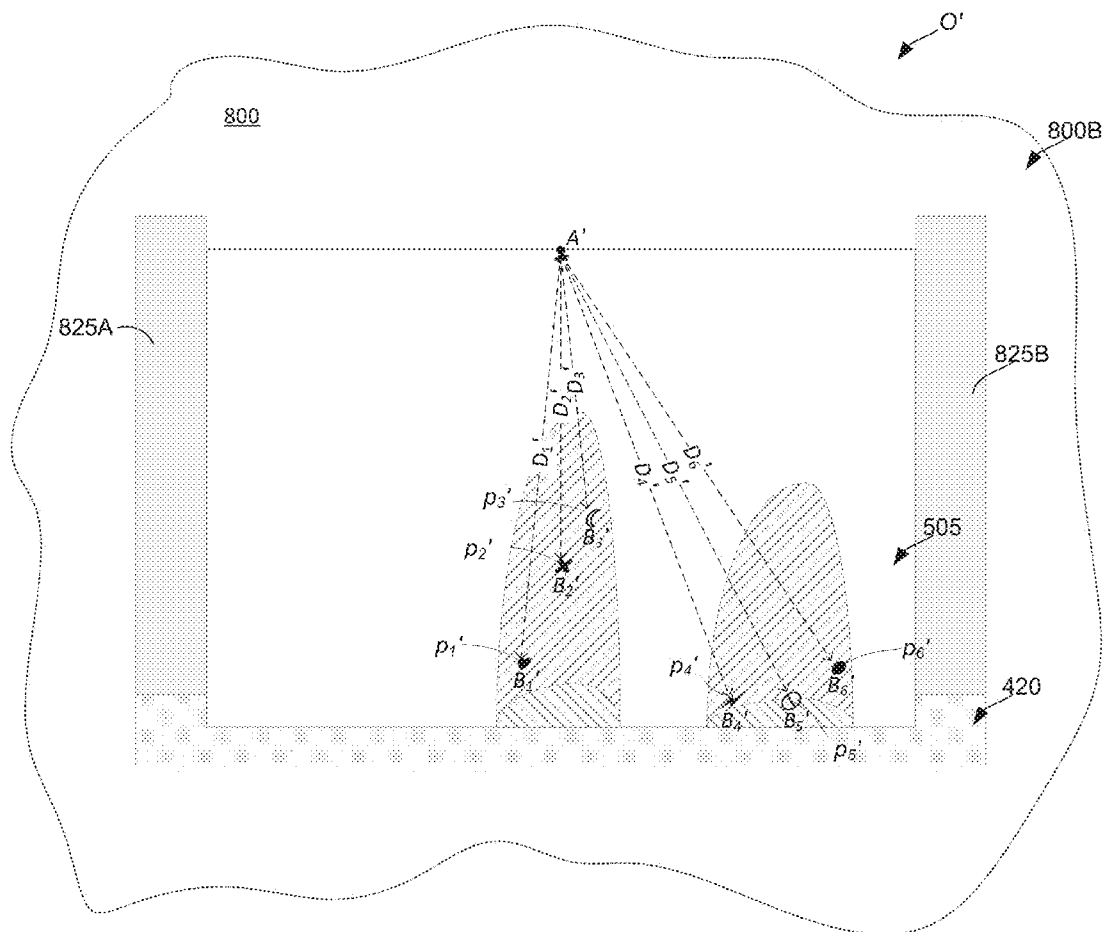 O'
800
800B
A'
825A
825B
D₁'
D₂'
D₃'
D₄'
D₅'
D₆'
p₃'
B₃'
505
p₂'
B₂'
p₁'
B₁'
p₄'
p₆'
B₆'
420
B₄'
B₅'
p₅'